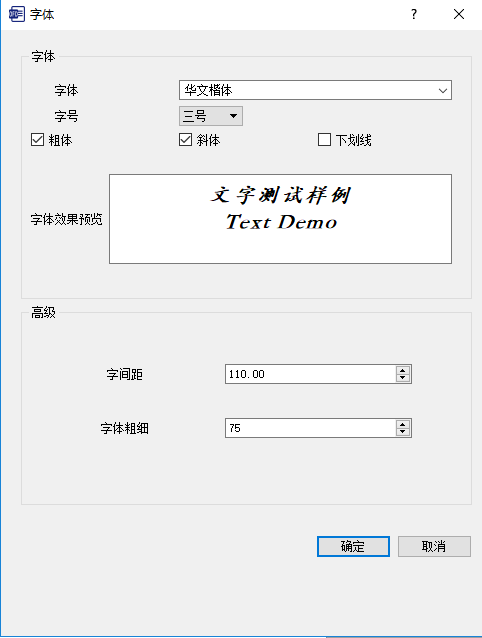 字体
字体
字体
华文楷体
字号
三号
粗体
斜体
下划线
字体效果预览
文字测试样例
Text Demo
高级
字间距
110.00
字体粗细
75
确定
取消